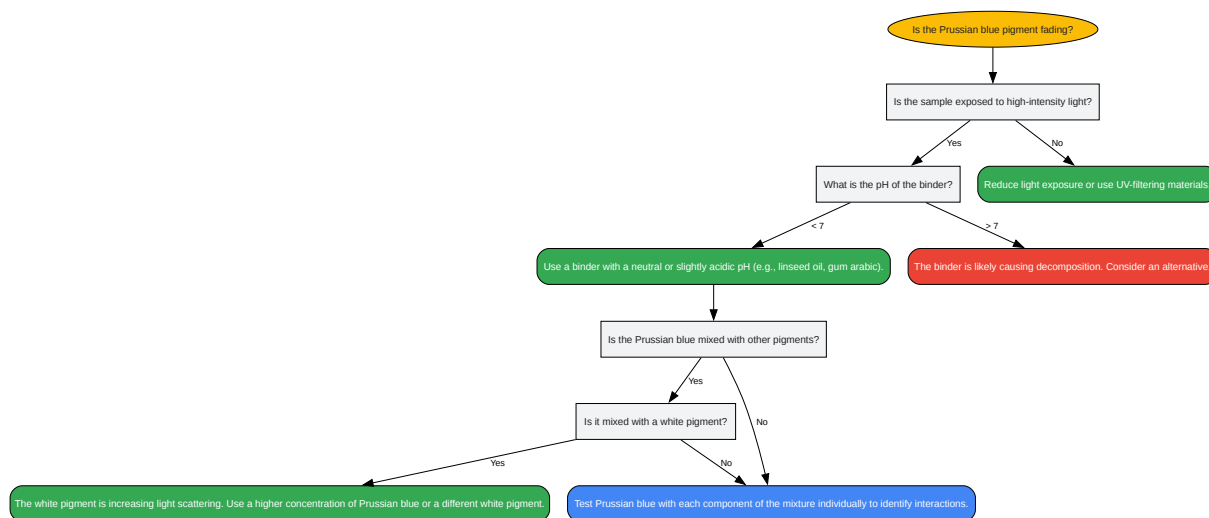 Is the Prussian blue pigment fading?
Is the sample exposed to high-intensity light?
Yes
No
What is the pH of the binder?
Reduce light exposure or use UV-filtering materials
< 7
> 7
Use a binder with a neutral or slightly acidic pH (e.g., linseed oil, gum arabic).
The binder is likely causing decomposition. Consider an alternative
Is the Prussian blue mixed with other pigments?
Yes
Is it mixed with a white pigment?
No
Yes
No
The white pigment is increasing light scattering. Use a higher concentration of Prussian blue or a different white pigment.
Test Prussian blue with each component of the mixture individually to identify interactions.